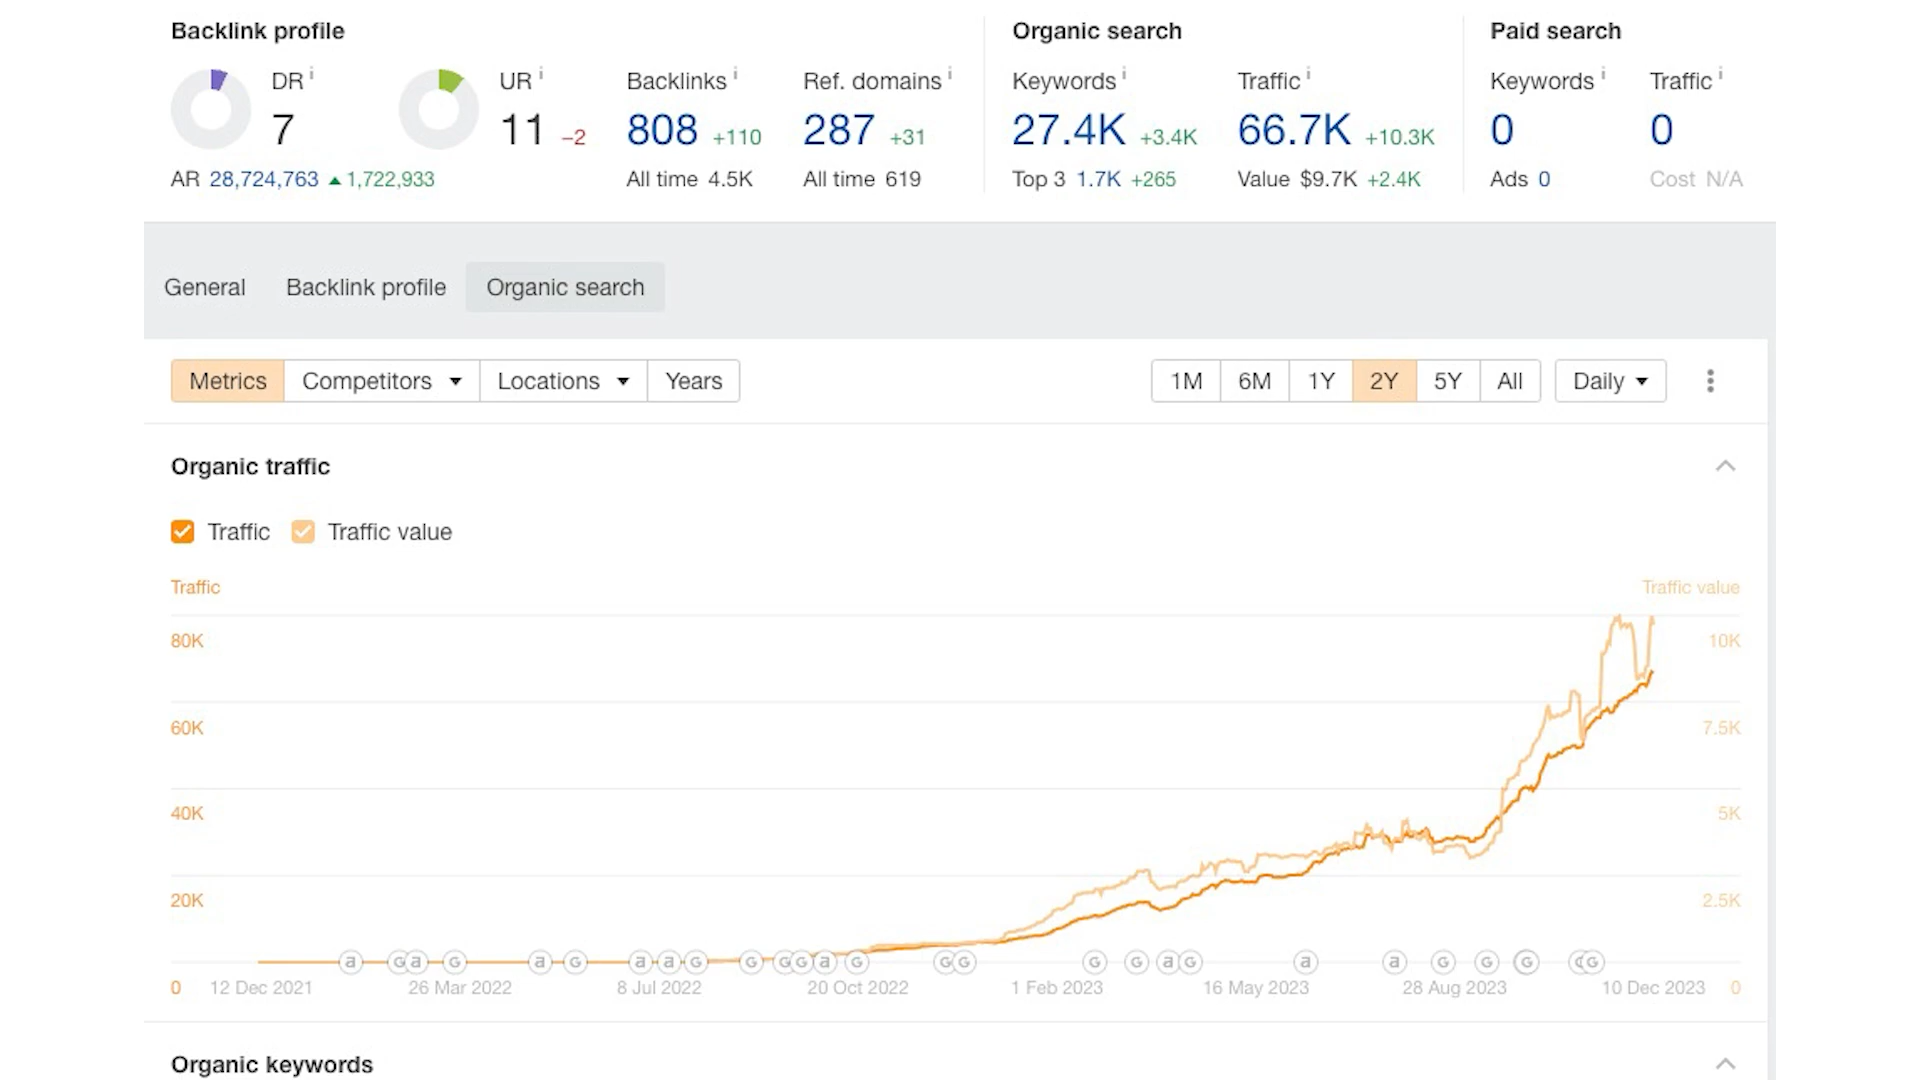 Backlink profile
Organic search
Paid search
DR i
UR i
Backlinks i
Ref. domains i
Keywords i
Traffic i
Keywords i
Traffic i
7
11 –2
808 +110
287 +31
27.4K +3.4K
66.7K +10.3K
0
0
AR 28,724,763 ▲ 1,722,933
All time 4.5K
All time 619
Top 3 1.7K +265
Value $9.7K +2.4K
Ads 0
Cost N/A
General Backlink profile Organic search
Metrics Competitors Locations Years
1M 6M 1Y 2Y 5Y All Daily
Organic traffic
Traffic Traffic value
Traffic
Traffic value
80K
10K
60K
7.5K
40K
5K
20K
2.5K
a G a G a G a a G G G G a G G G G G a G a a G G G G
0 12 Dec 2021 26 Mar 2022 8 Jul 2022 20 Oct 2022 1 Feb 2023 16 May 2023 28 Aug 2023 10 Dec 2023 0
Organic keywords